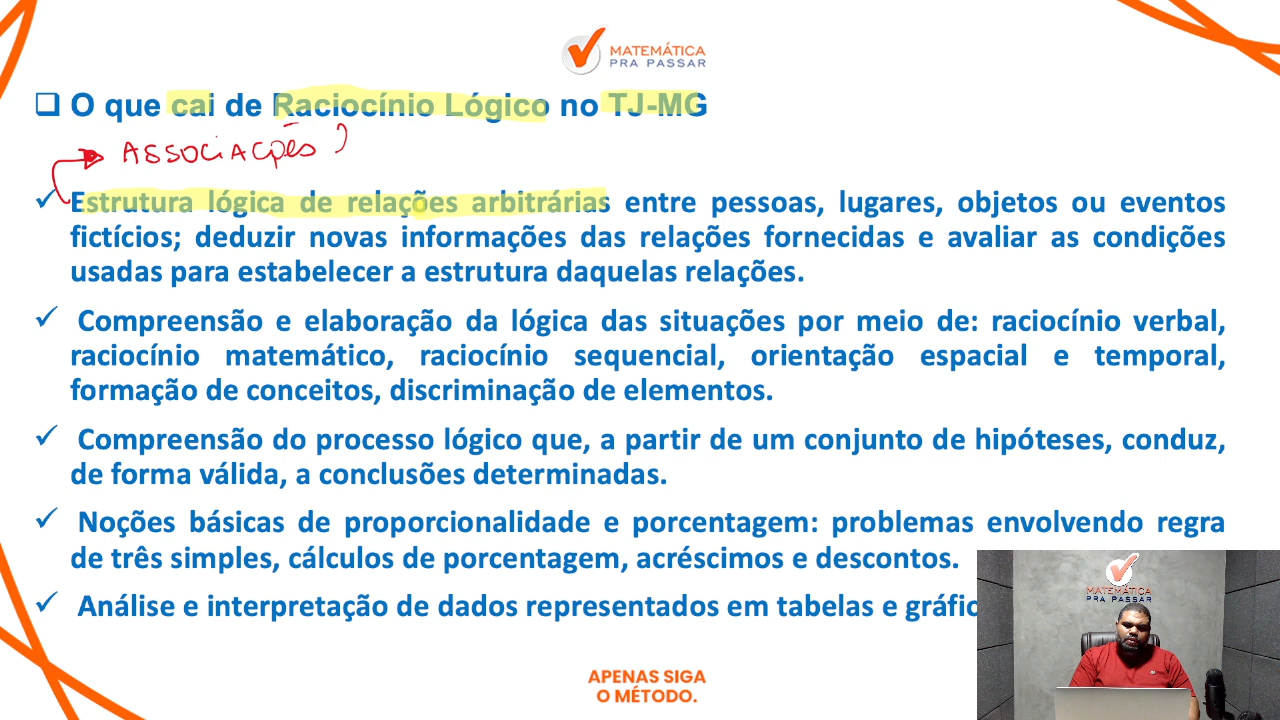 MATEMÁTICA
PRA PASSAR
O que cai de Raciocínio Lógico no TJ-MG
ASSOCIAÇÕES
Estrutura lógica de relações arbitrárias entre pessoas, lugares, objetos ou eventos
fictícios; deduzir novas informações das relações fornecidas e avaliar as condições
usadas para estabelecer a estrutura daquelas relações.
Compreensão e elaboração da lógica das situações por meio de: raciocínio verbal,
raciocínio matemático, raciocínio sequencial, orientação espacial e temporal,
formação de conceitos, discriminação de elementos.
Compreensão do processo lógico que, a partir de um conjunto de hipóteses, conduz,
de forma válida, a conclusões determinadas.
Noções básicas de proporcionalidade e porcentagem: problemas envolvendo regra
de três simples, cálculos de porcentagem, acréscimos e descontos.
Análise e interpretação de dados representados em tabelas e gráfic
MATEMÁTICA
PRA PASSAR
APENAS SIGA
O MÉTODO.